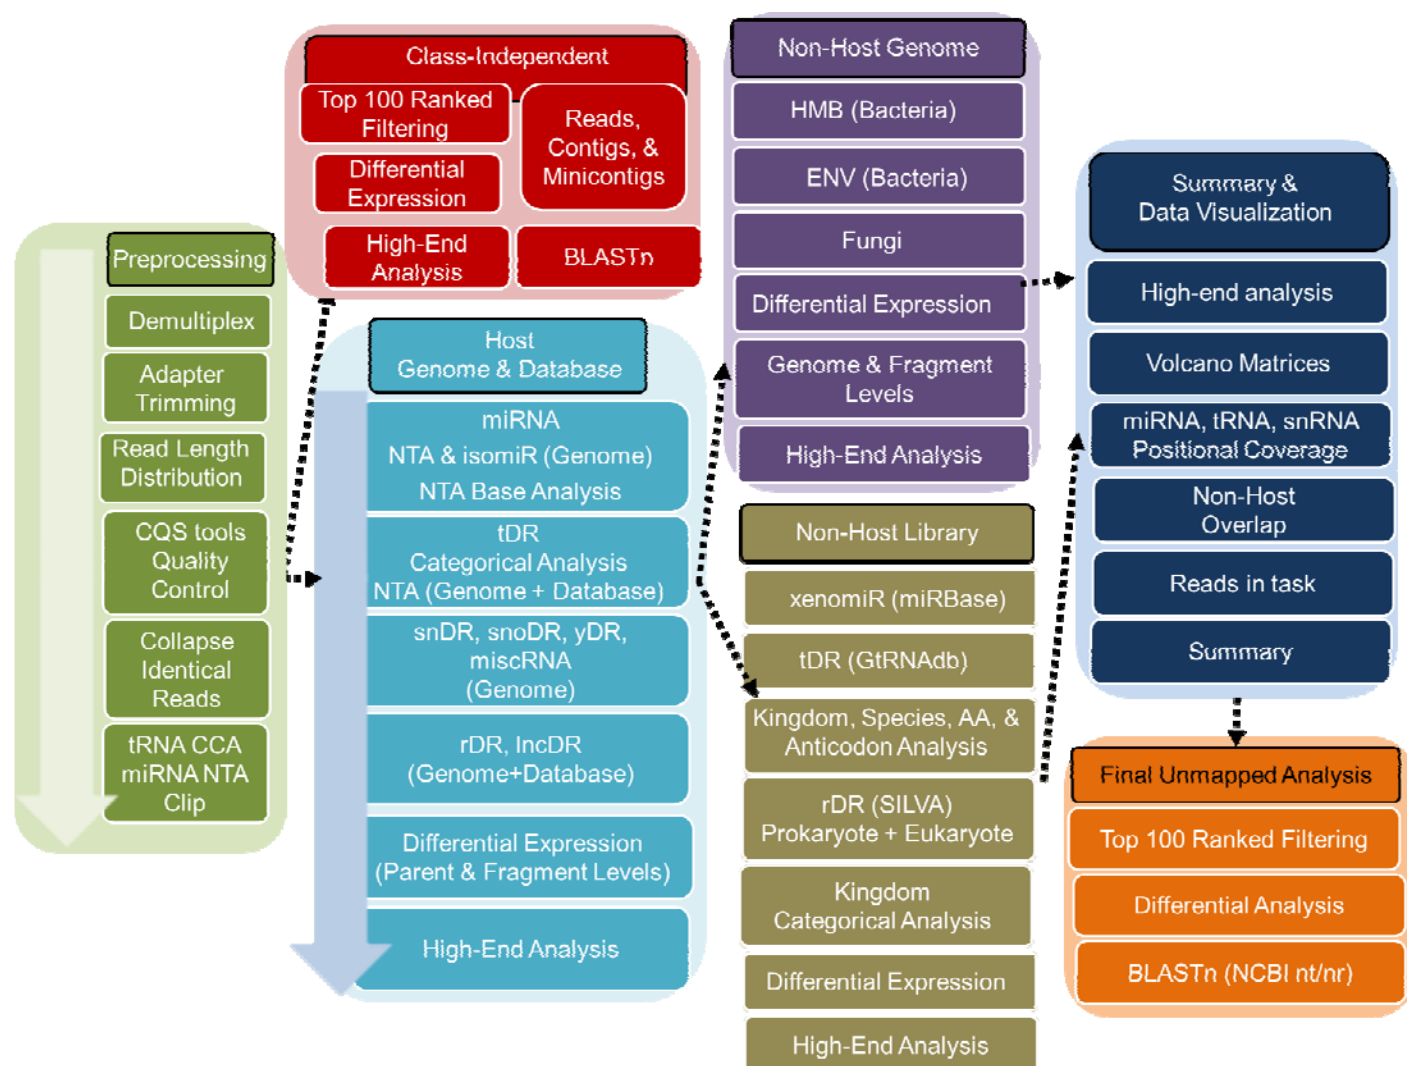 Preprocessing
Demultiplex
Adapter
Trimming
Read Length
Distribution
CQS tools
Quality
Control
Collapse
Identical
Reads
tRNA CCA
miRNA NTA
Clip
Class-Independent
Top 100 Ranked
Filtering
Differential
Expression
High-End
Analysis
Reads,
Contigs, &
Minicontigs
BLASTn
Host
Genome & Database
miRNA
NTA & isomiR (Genome)
NTA Base Analysis
tDR
Categorical Analysis
NTA (Genome + Database)
snDR, snoDR, yDR,
miscRNA
(Genome)
rDR, lncDR
(Genome+Database)
Differential Expression
(Parent & Fragment Levels)
High-End Analysis
Non-Host Genome
HMB (Bacteria)
ENV (Bacteria)
Fungi
Differential Expression
Genome & Fragment
Levels
High-End Analysis
Non-Host Library
xenomiR (miRBase)
tDR (GtRNAdb)
Kingdom, Species, AA, &
Anticodon Analysis
rDR (SILVA)
Prokaryote + Eukaryote
Kingdom
Categorical Analysis
Differential Expression
High-End Analysis
Summary &
Data Visualization
High-end analysis
Volcano Matrices
miRNA, tRNA, snRNA
Positional Coverage
Non-Host
Overlap
Reads in task
Summary
Final Unmapped Analysis
Top 100 Ranked Filtering
Differential Analysis
BLASTn (NCBI nt/nr)